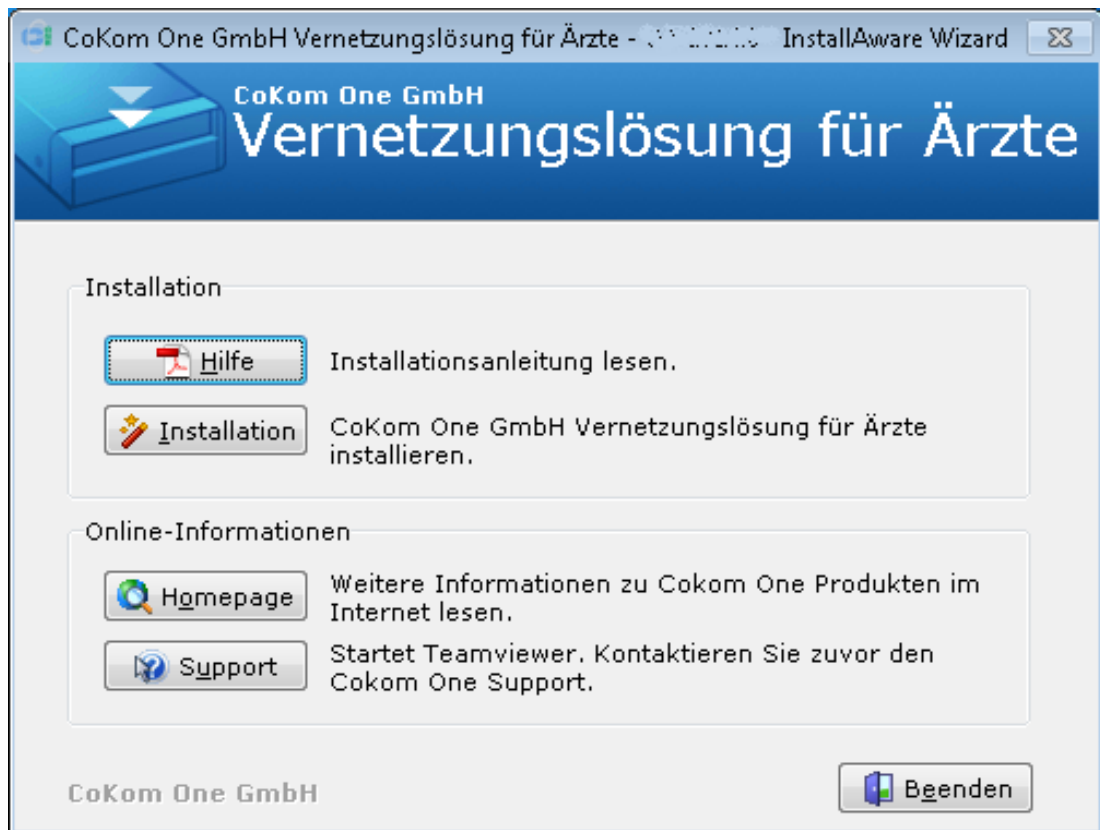 CoKom One GmbH Vernetzungslösung für Ärzte - InstallAware Wizard
CoKom One GmbH
Vernetzungslösung für Ärzte
Installation
Hilfe
Installationsanleitung lesen.
Installation
CoKom One GmbH Vernetzungslösung für Ärzte
installieren.
Online-Informationen
Homepage
Weitere Informationen zu Cokom One Produkten im
Internet lesen.
Support
Startet Teamviewer. Kontaktieren Sie zuvor den
Cokom One Support.
CoKom One GmbH
Beenden